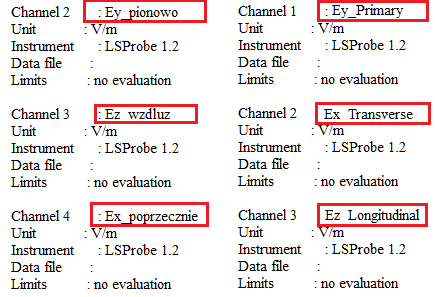 Channel 2 : Ey_pionowo
Unit : V/m
Instrument : LSProbe 1.2
Data file :
Limits : no evaluation
Channel 3 : Ez_wzdluz
Unit : V/m
Instrument : LSProbe 1.2
Data file :
Limits : no evaluation
Channel 4 : Ex_poprzecznie
Unit : V/m
Instrument : LSProbe 1.2
Data file :
Limits : no evaluation
Channel 1 : Ey_Primary
Unit : V/m
Instrument : LSProbe 1.2
Data file :
Limits : no evaluation
Channel 2 Ex_Transverse
Unit : V/m
Instrument : LSProbe 1.2
Data file :
Limits : no evaluation
Channel 3 Ez_Longitudinal
Unit : V/m
Instrument : LSProbe 1.2
Data file :
Limits : no evaluation